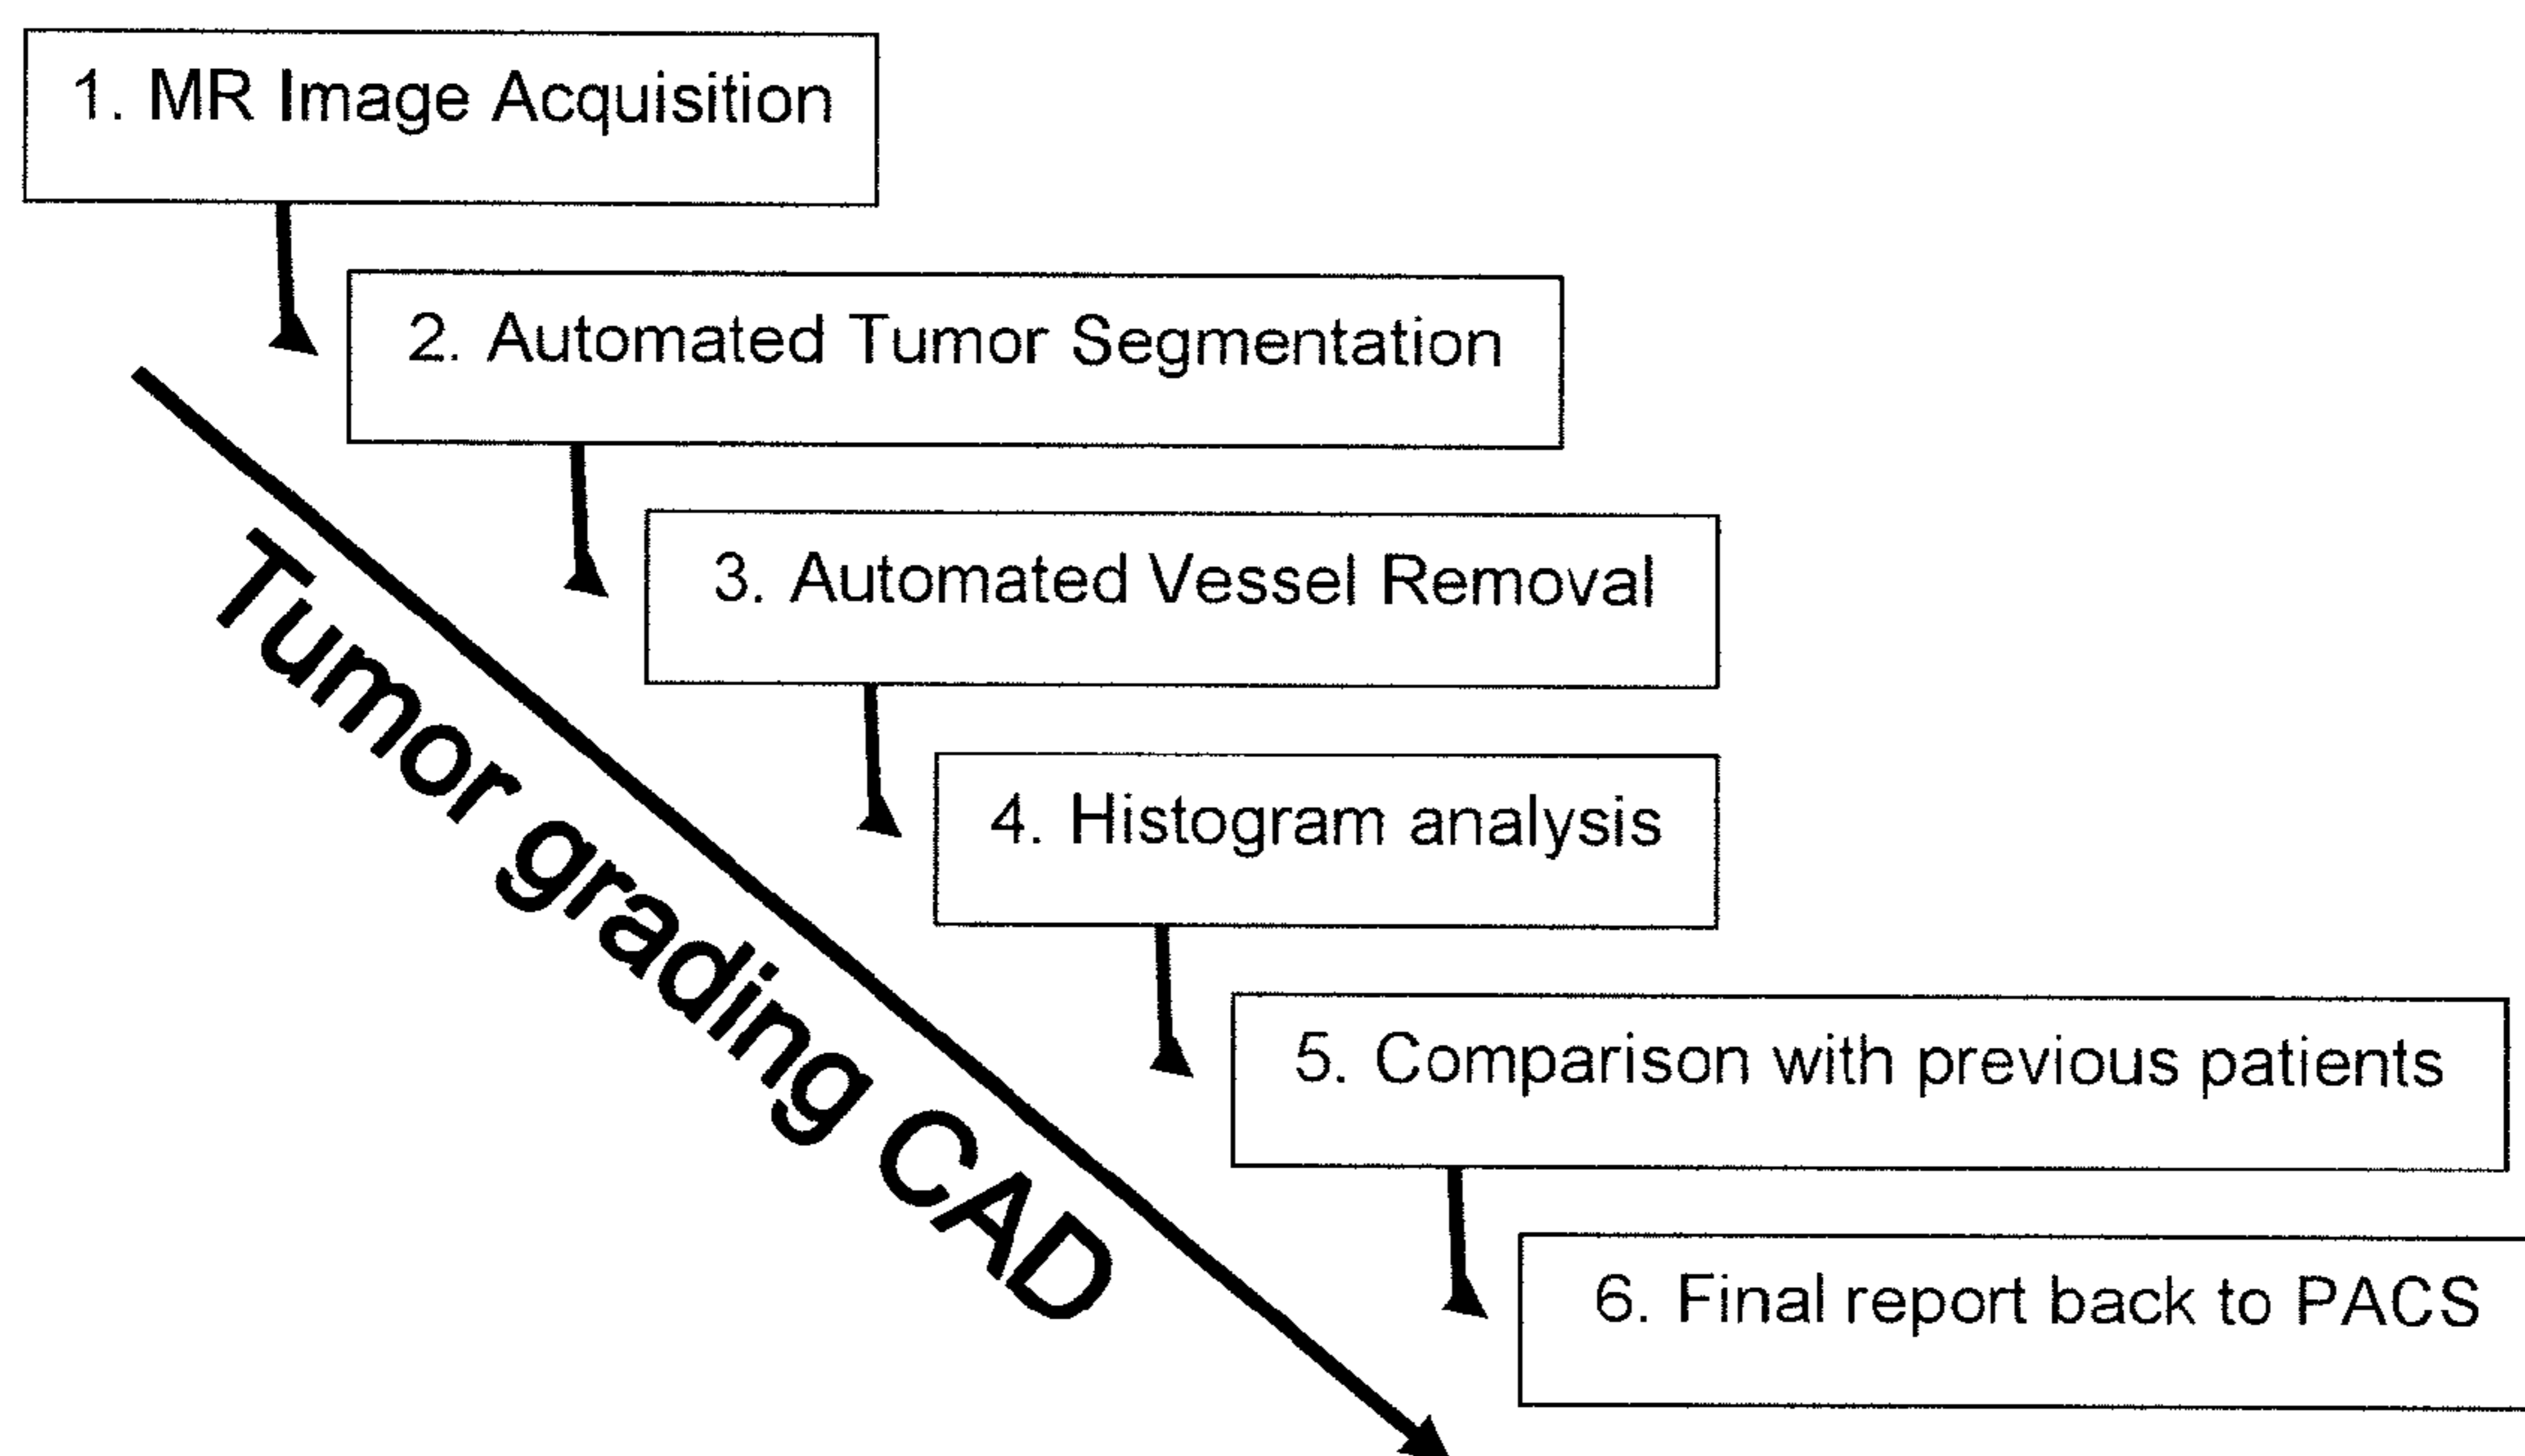 1. MR Image Acquisition
2. Automated Tumor Segmentation
3. Automated Vessel Removal
4. Histogram analysis
5. Comparison with previous patients
6. Final report back to PACS
Tumor grading CAD